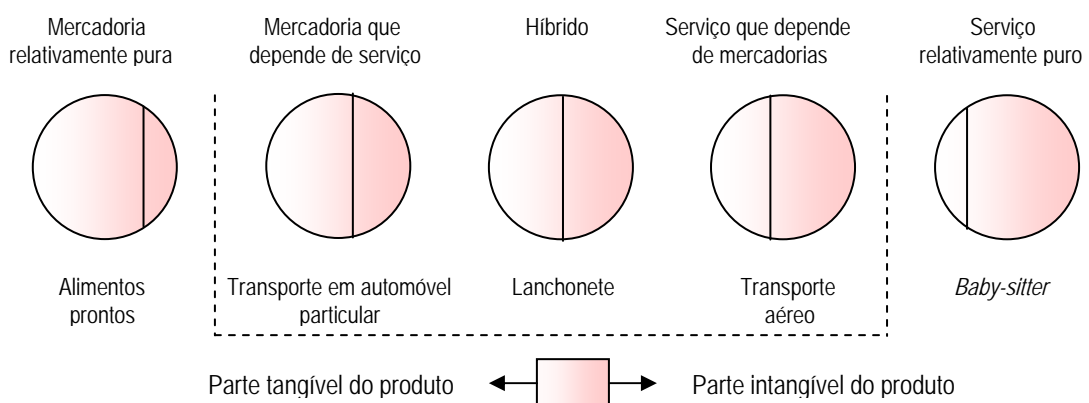 Mercadoria
relativamente pura
Mercadoria que
depende de serviço
Híbrido
Serviço que depende
de mercadorias
Serviço
relativamente puro
Alimentos
prontos
Transporte em automóvel
particular
Lanchonete
Transporte
aéreo
Baby-sitter
Parte tangível do produto
Parte intangível do produto